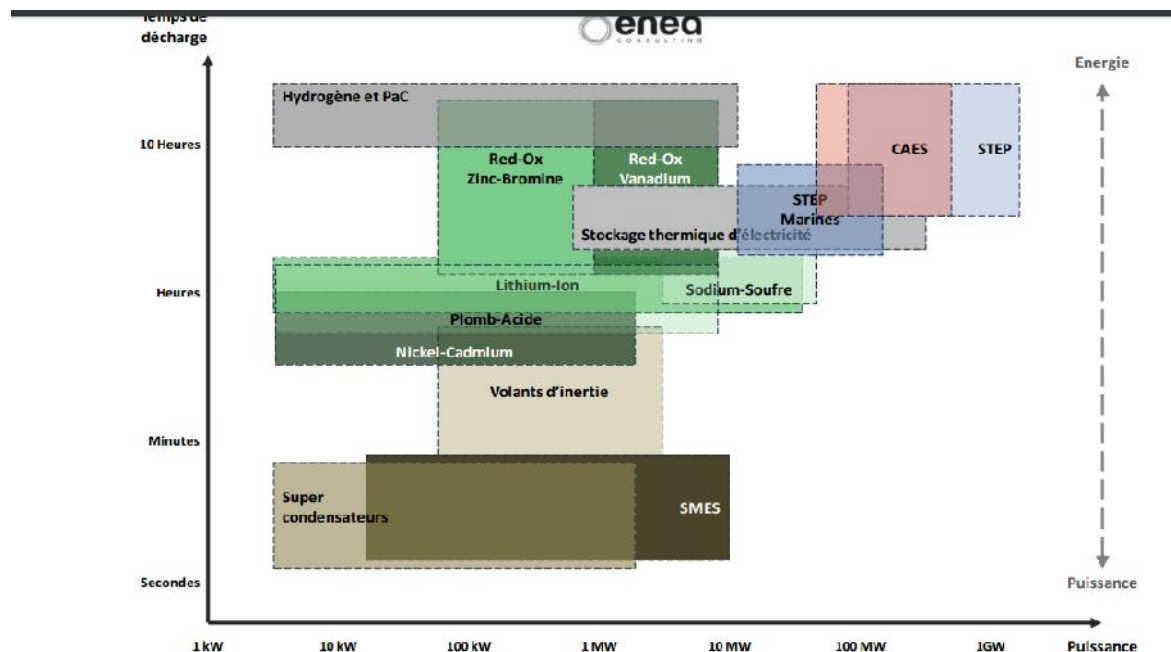 Temps de
décharge
enea
CONSULTING
Energie
Hydrogène et PaC
10 Heures
Red-Ox
Zinc-Bromine
Red-Ox
Vanadium
CAES
STEP
STEP
Marines
Stockage thermique d'électricité
Heures
Lithium-Ion
Sodium-Soufre
Plomb-Acide
Nickel-Cadmium
Volants d'inertie
Minutes
Super
condensateurs
SMES
Secondes
Puissance
1 kW
10 kW
100 kW
1 MW
10 MW
100 MW
1GW
Puissance